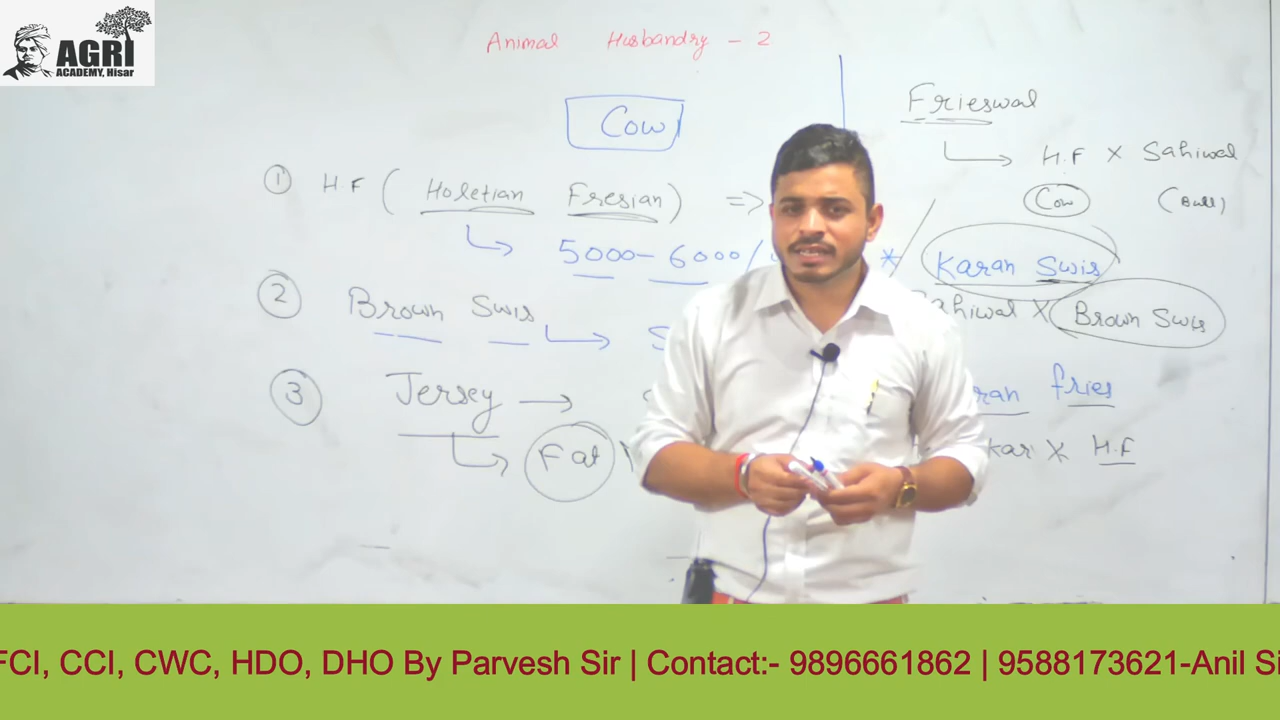 AGRI
ACADEMY, Hisar
Animal Husbandry - 2
Cow
① H.F ( Holetian Fresian ) =>
5000 - 6000/
② Brown Swis
③ Jersey →
Fat
Frieswal
→ H.F X Sahiwal
Cow (Bull)
* Karan Swis
ahiwal X Brown Swis
ran fries
kar X H.F
FCI, CCI, CWC, HDO, DHO By Parvesh Sir | Contact:- 9896661862 | 9588173621-Anil Si